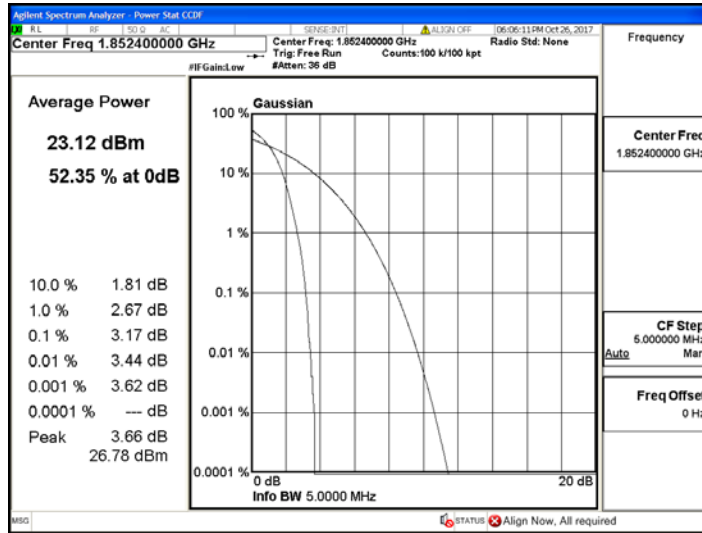 Agilent Spectrum Analyzer - Power Stat CCDF
RL RF 50 Ω AC SENSE:INT ALIGN OFF 06:06:11 PM Oct 26, 2017
Center Freq 1.852400000 GHz
Center Freq: 1.852400000 GHz Radio Std: None
Trig: Free Run Counts:100 k/100 kpt
#IFGain:Low #Atten: 36 dB
Frequency
Average Power
23.12 dBm
52.35 % at 0dB
10.0 % 1.81 dB
1.0 % 2.67 dB
0.1 % 3.17 dB
0.01 % 3.44 dB
0.001 % 3.62 dB
0.0001 % --- dB
Peak 3.66 dB
26.78 dBm
Gaussian
100 %
10 %
1 %
0.1 %
0.01 %
0.001 %
0.0001 %
0 dB 20 dB
Info BW 5.0000 MHz
Center Freq
1.852400000 GHz
CF Step
5.000000 MHz
Auto Man
Freq Offset
0 Hz
MSG STATUS Align Now, All required